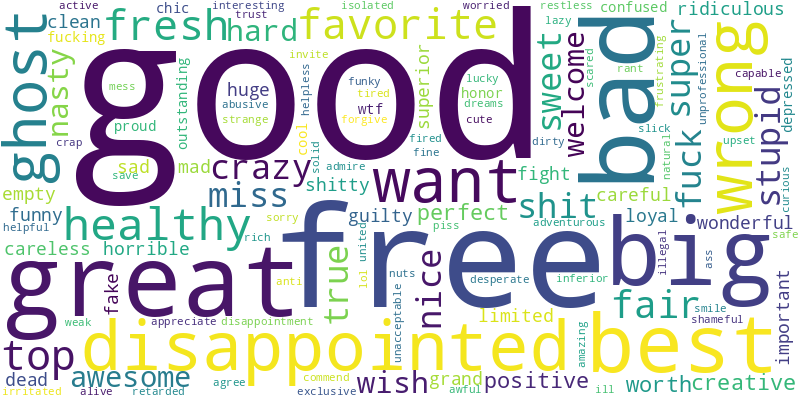 active
chic
interesting
isolated
worried
restless
confused
ridiculous
clean
fresh
hard
trust
favorite
lazy
fucking
invite
good
bad
ghost
nasty
outstanding
huge
abusive
strange
helpless
funky
tired
wtf
forgive
superior
lucky
honor
dreams
cute
sweet
welcome
scared
rant
frustrating
super
unprofessional
wrong
capable
depressed
stupid
mess
proud
crap
cool
fired
fine
dirty
slick
upset
sad
mad
save
crazy
solid
admire
want
fight
natural
fuck
curious
empty
miss
shitty
shit
careful
funny
helpful
healthy
sorry
guilty
perfect
piss
adventurous
loyal
wonderful
careless
horrible
rich
free
big
illegal
ass
safe
great
fake
anti
true
lol
united
nuts
nice
desperate
inferior
fair
important
weak
appreciate
disappointment
unacceptable
limited
smile
shameful
top
disappointed
amazing
best
dead
awesome
agree
commend
wish
grand
positive
awful
ill
worth
creative
irritated
alive
retarded
exclusive